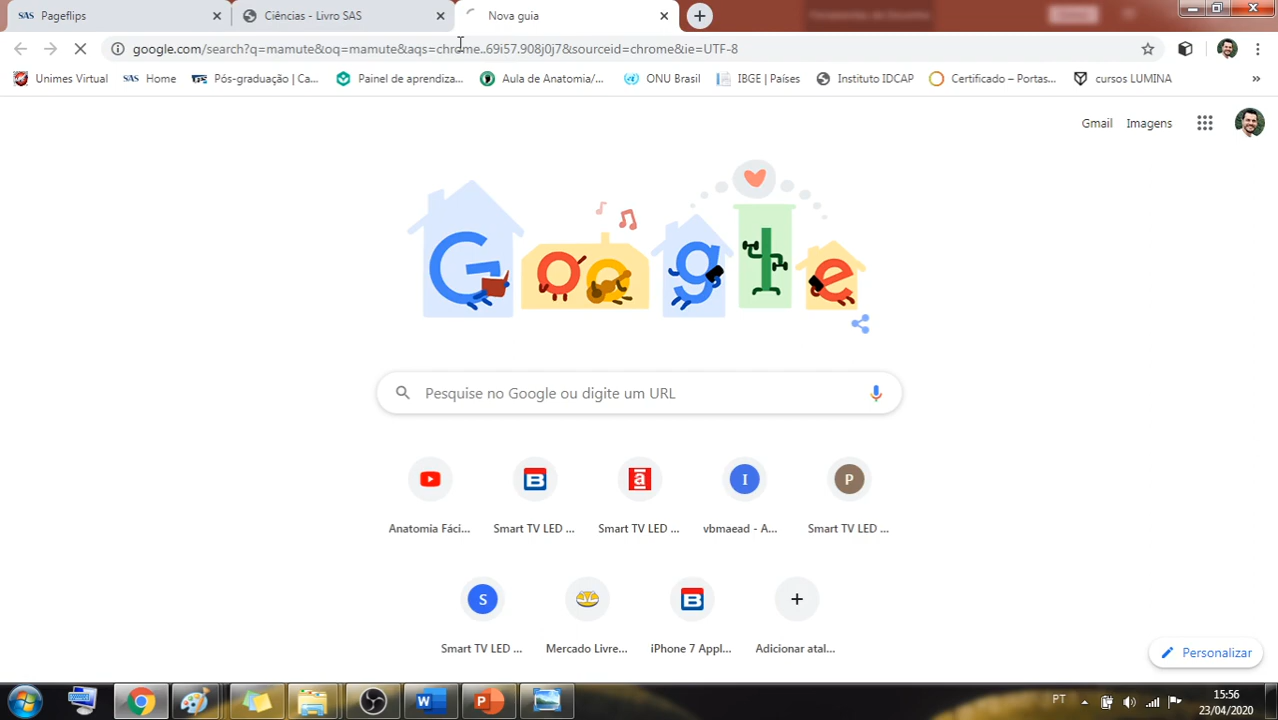 SAS Pageflips
Ciências - Livro SAS
Nova guia
google.com/search?q=mamute&oq=mamute&aqs=chrome..69i57.908j0j7&sourceid=chrome&ie=UTF-8
Unimes Virtual SAS Home Pós-graduação | Ca... Painel de aprendiza... Aula de Anatomia/... ONU Brasil IBGE | Países Instituto IDCAP Certificado – Portas... cursos LUMINA »
Gmail Imagens
Google
Pesquise no Google ou digite um URL
B a I P
Anatomia Fáci... Smart TV LED ... Smart TV LED ... vbmaead - A... Smart TV LED ...
S B
Smart TV LED ... Mercado Livre... iPhone 7 Appl... Adicionar atal...
Personalizar
W P
PT
15:56
23/04/2020